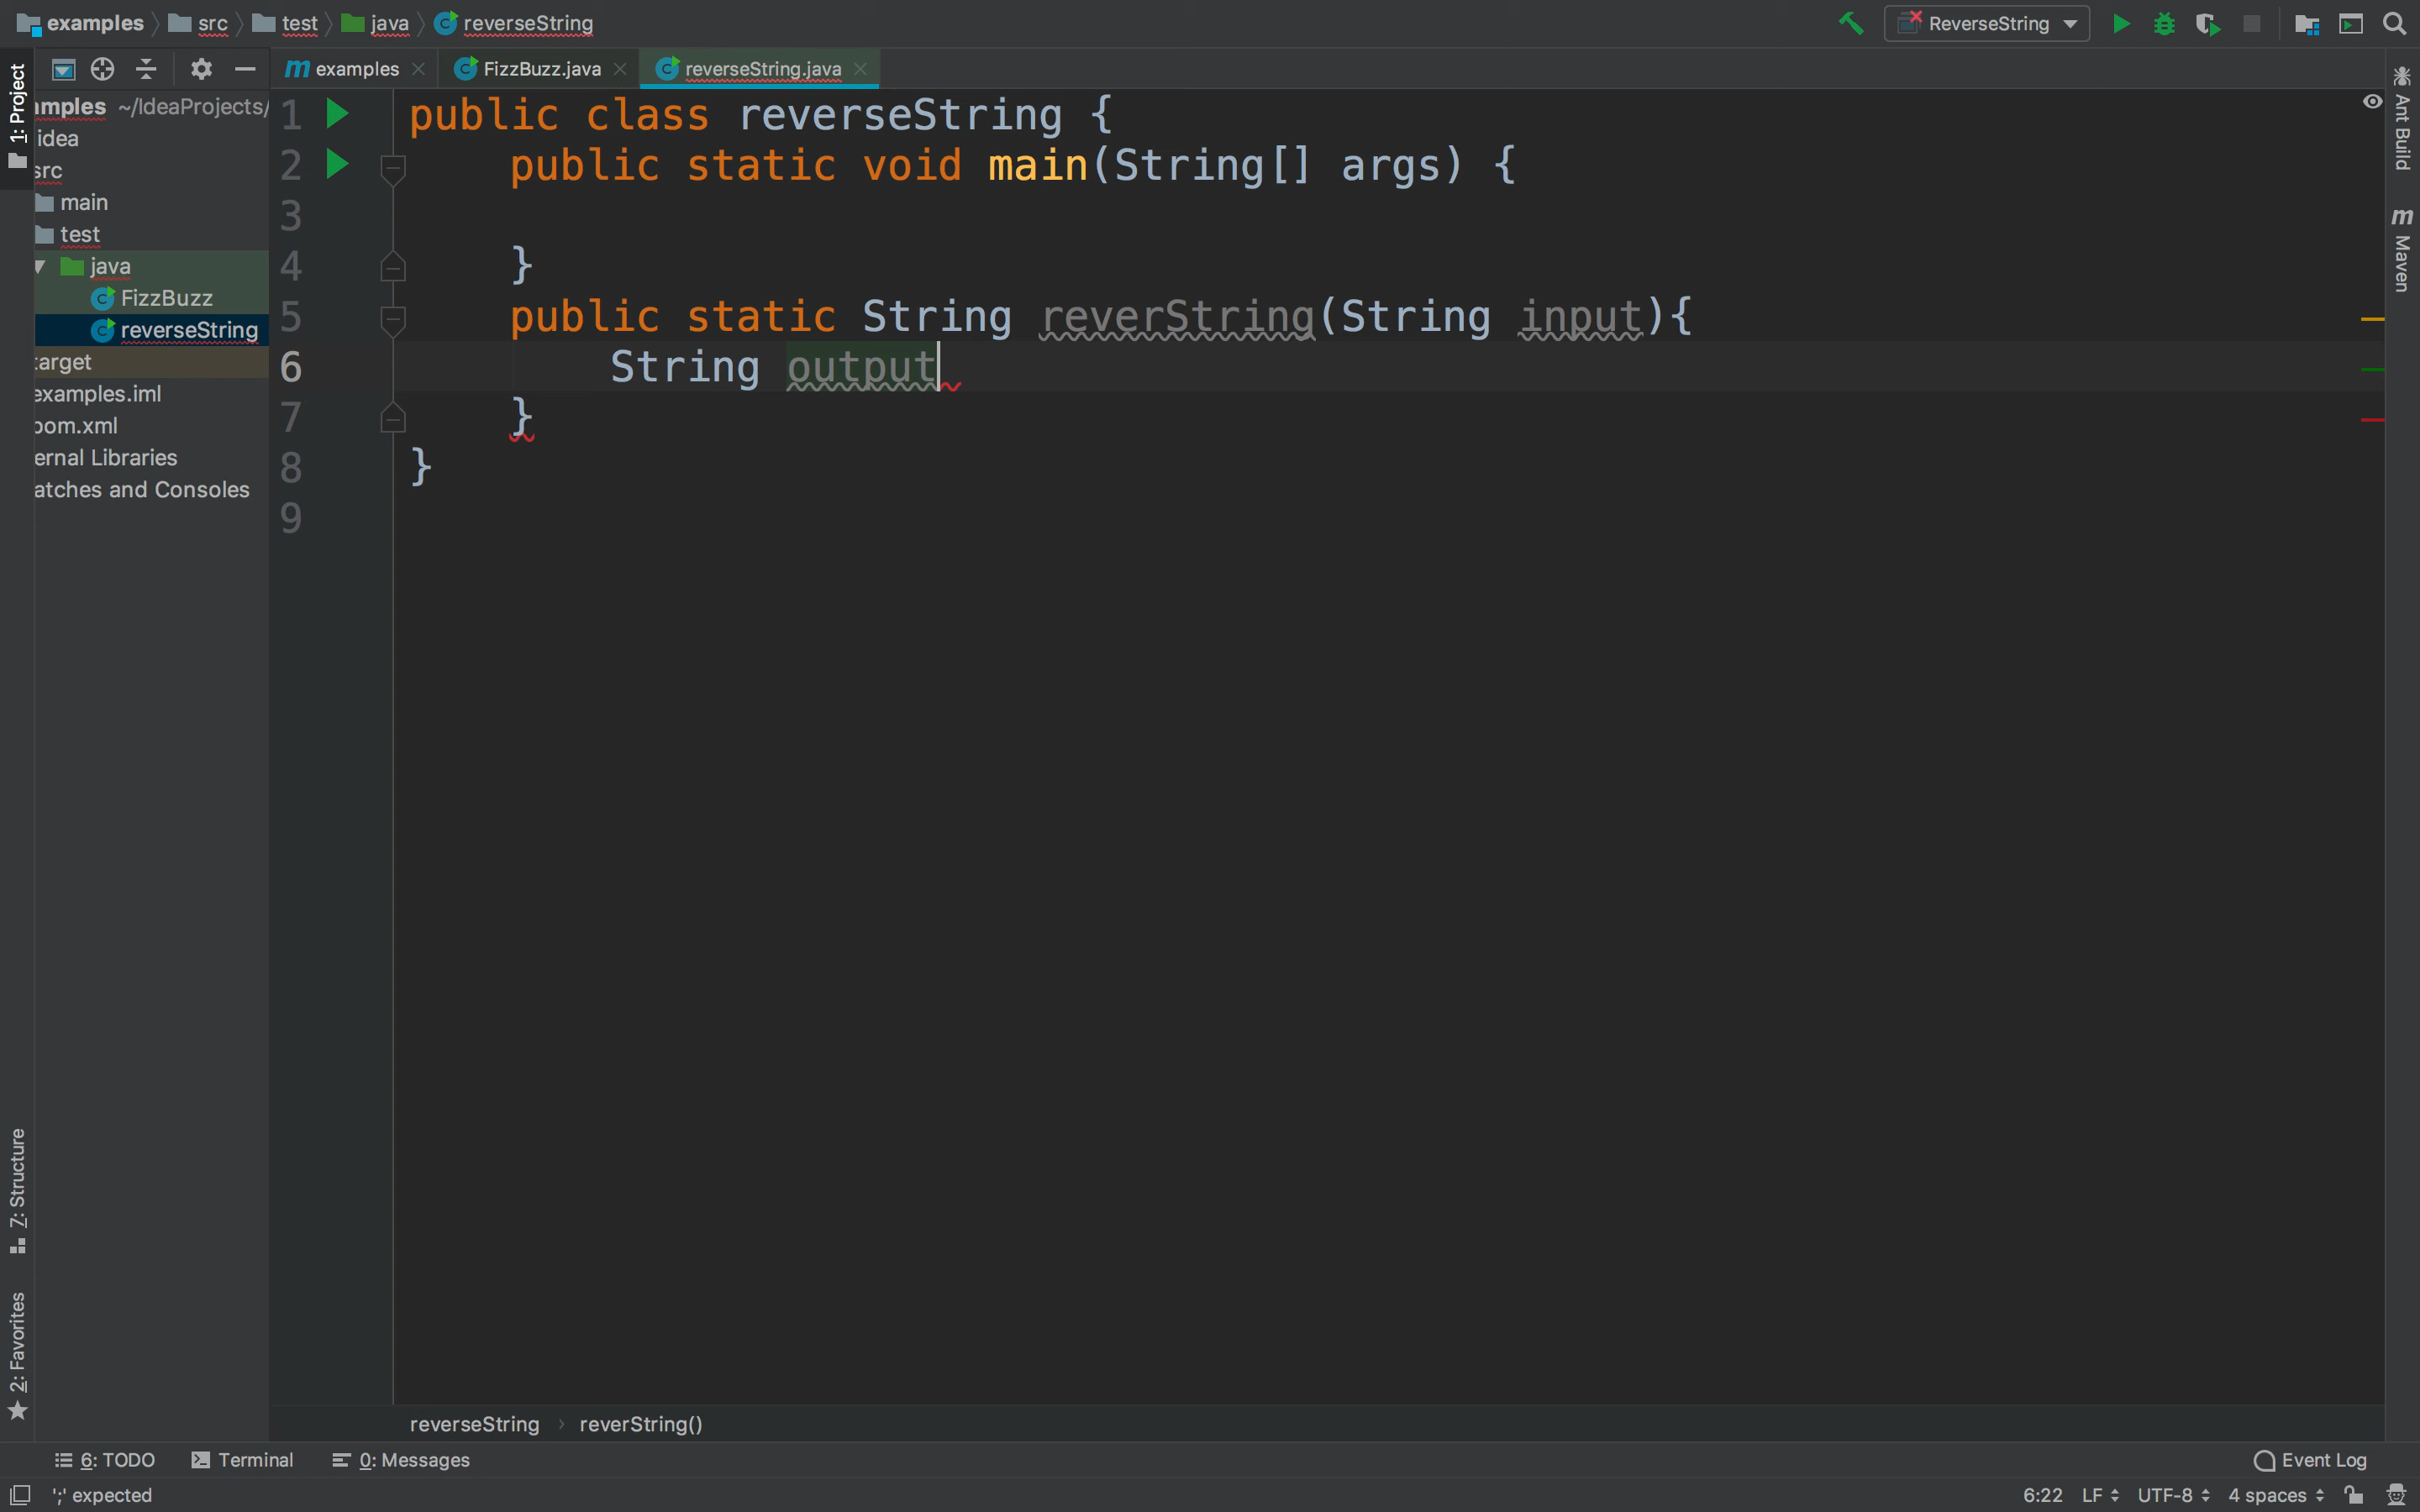 examples src test java reverseString ReverseString
1: Project
examples FizzBuzz.java reverseString.java
mples ~/IdeaProjects/
idea
src
main
test
java
FizzBuzz
reverseString
target
examples.iml
pom.xml
ernal Libraries
atches and Consoles
1 public class reverseString {
2 public static void main(String[] args) {
3
4 }
5 public static String reverString(String input){
6 String output
7 }
8 }
9
Ant Build
m Maven
7: Structure
2: Favorites
reverseString › reverString()
6: TODO Terminal 0: Messages Event Log
';' expected 6:22 LF UTF-8 4 spaces